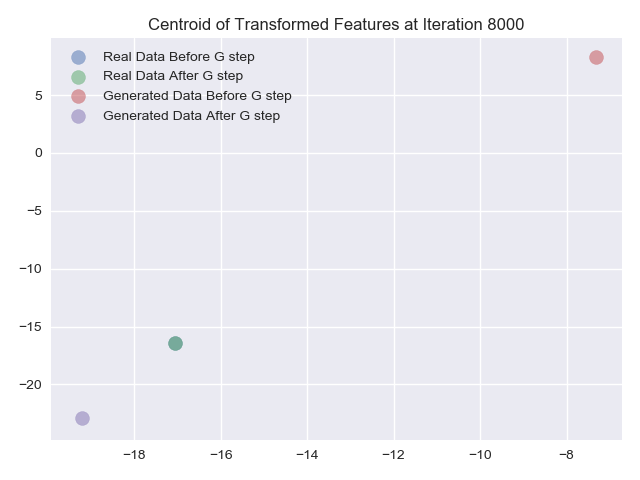 Centroid of Transformed Features at Iteration 8000
Real Data Before G step
Real Data After G step
Generated Data Before G step
Generated Data After G step
5
0
−5
−10
−15
−20
−18 −16 −14 −12 −10 −8